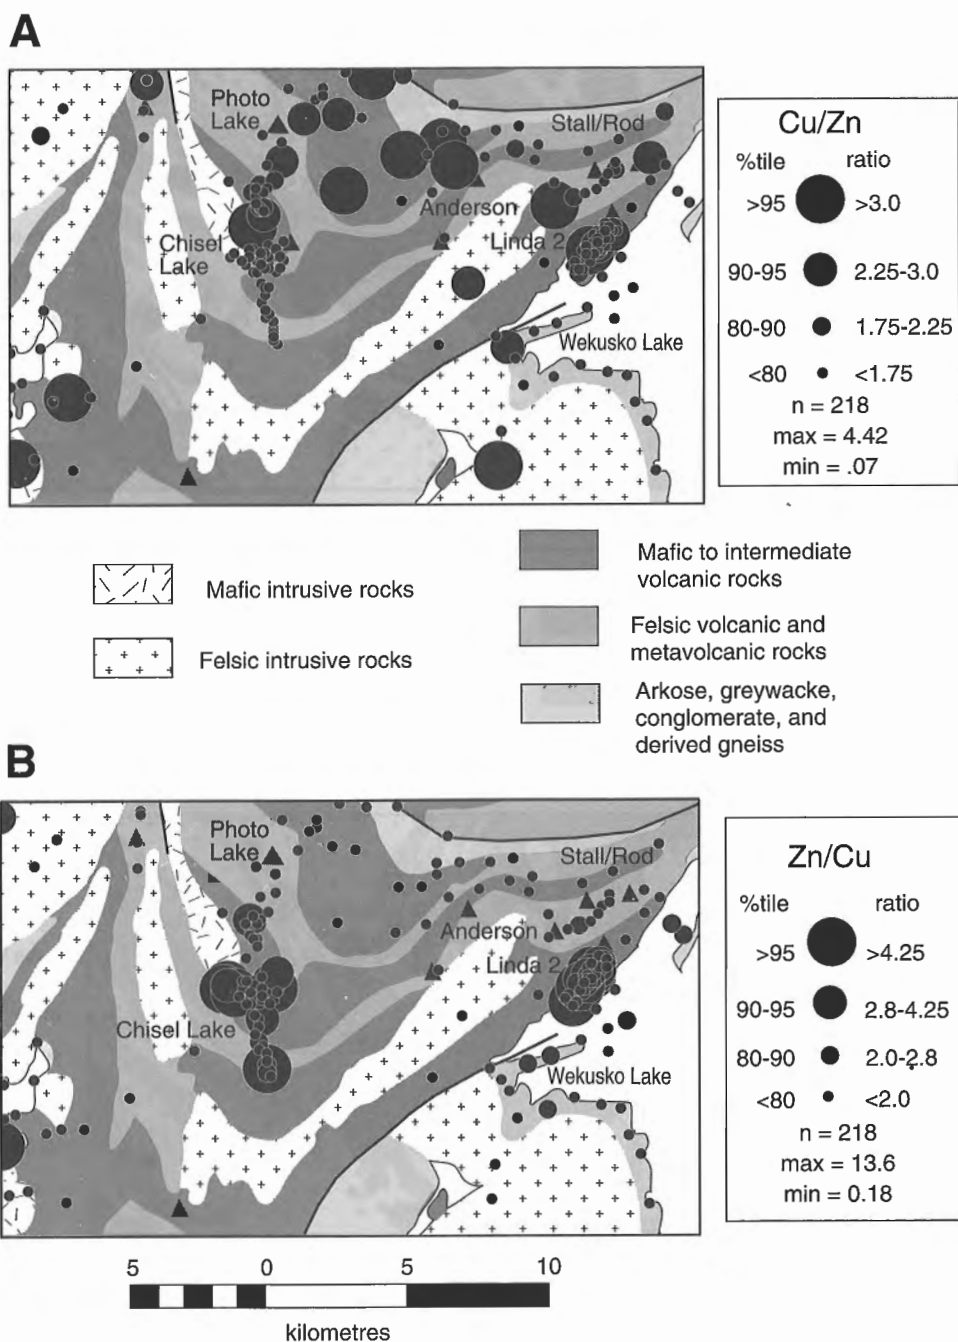 A
Photo
Lake
Stall/Rod
Anderson
Chisel
Lake
Linda 2
Wekusko Lake
Cu/Zn
%tile ratio
>95 >3.0
90-95 2.25-3.0
80-90 1.75-2.25
<80 <1.75
n = 218
max = 4.42
min = .07
Mafic intrusive rocks
Felsic intrusive rocks
Mafic to intermediate
volcanic rocks
Felsic volcanic and
metavolcanic rocks
Arkose, greywacke,
conglomerate, and
derived gneiss
B
Photo
Lake
Stall/Rod
Anderson
Linda 2
Chisel Lake
Wekusko Lake
Zn/Cu
%tile ratio
>95 >4.25
90-95 2.8-4.25
80-90 2.0-2.8
<80 <2.0
n = 218
max = 13.6
min = 0.18
5 0 5 10
kilometres